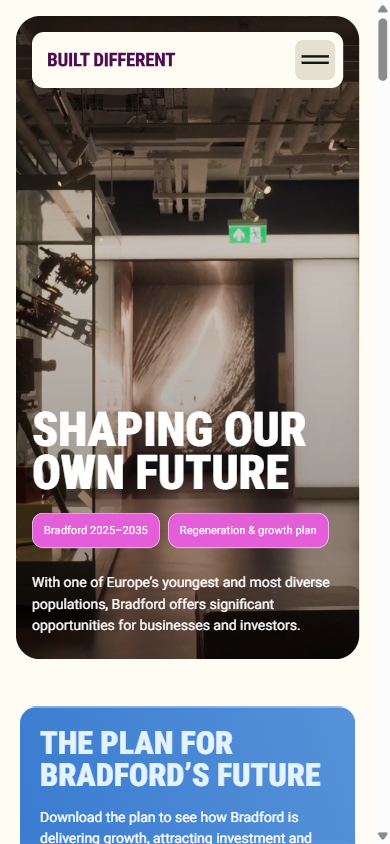 BUILT DIFFERENT
SHAPING OUR
OWN FUTURE
Bradford 2025–2035
Regeneration & growth plan
With one of Europe’s youngest and most diverse
populations, Bradford offers significant
opportunities for businesses and investors.
THE PLAN FOR
BRADFORD’S FUTURE
Download the plan to see how Bradford is
delivering growth, attracting investment and